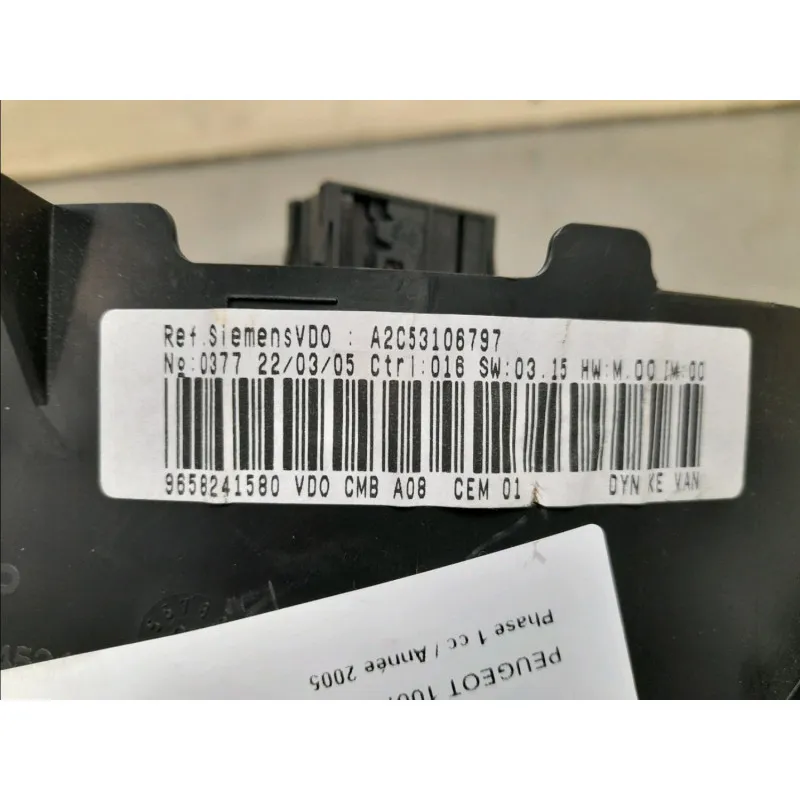 Ref.SiemensVDO : A2C53106797
No:0377 22/03/05 Ctrl:016 SW:03.15 HW:M.00 IM:00
9658241580 VDO CMB A08 CEM 01 DYN KE VAN
PEUGEOT
Phase 1 cc / Année 2005